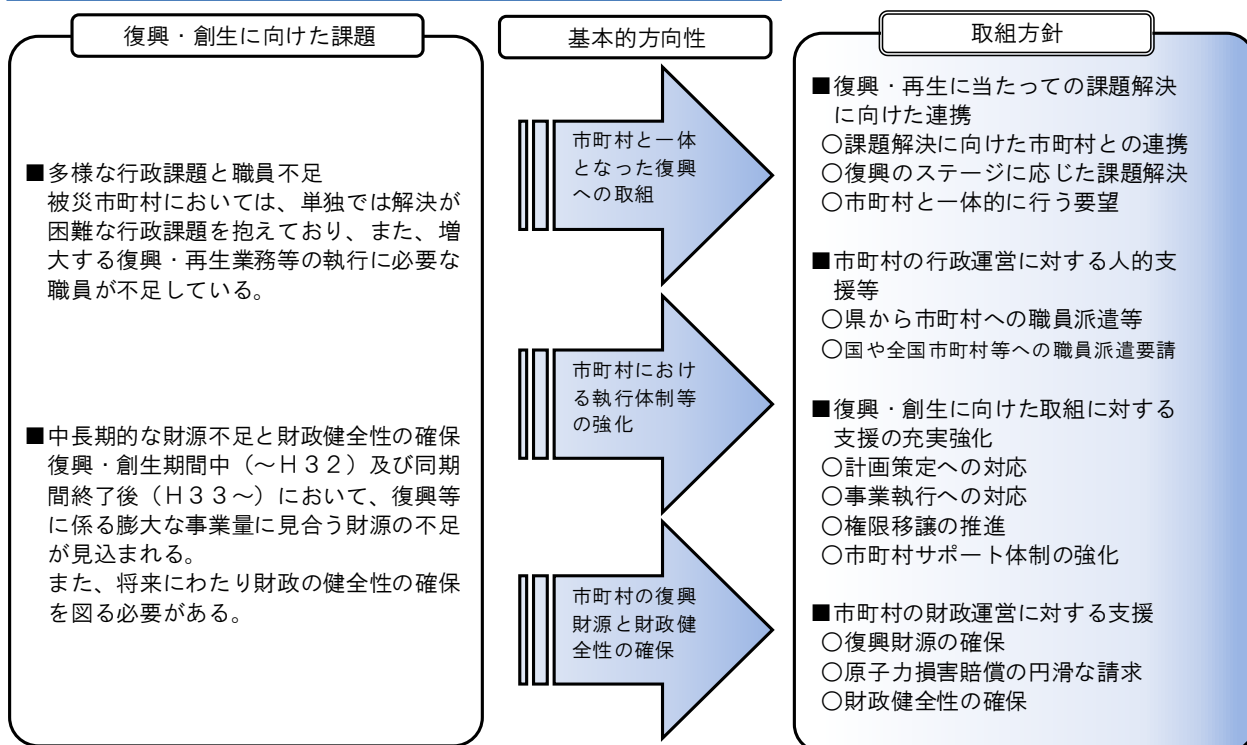 復興・創生に向けた課題
■多様な行政課題と職員不足
被災市町村においては、単独では解決が
困難な行政課題を抱えており、また、増
大する復興・再生業務等の執行に必要な
職員が不足している。
■中長期的な財源不足と財政健全性の確保
復興・創生期間中（～Ｈ３２）及び同期
間終了後（Ｈ３３～）において、復興等
に係る膨大な事業量に見合う財源の不足
が見込まれる。
また、将来にわたり財政の健全性の確保
を図る必要がある。
基本的方向性
市町村と一体
となった復興
への取組
市町村におけ
る執行体制等
の強化
市町村の復興
財源と財政健
全性の確保
取組方針
■復興・再生に当たっての課題解決
に向けた連携
○課題解決に向けた市町村との連携
○復興のステージに応じた課題解決
○市町村と一体的に行う要望
■市町村の行政運営に対する人的支
援等
○県から市町村への職員派遣等
○国や全国市町村等への職員派遣要請
■復興・創生に向けた取組に対する
支援の充実強化
○計画策定への対応
○事業執行への対応
○権限移譲の推進
○市町村サポート体制の強化
■市町村の財政運営に対する支援
○復興財源の確保
○原子力損害賠償の円滑な請求
○財政健全性の確保